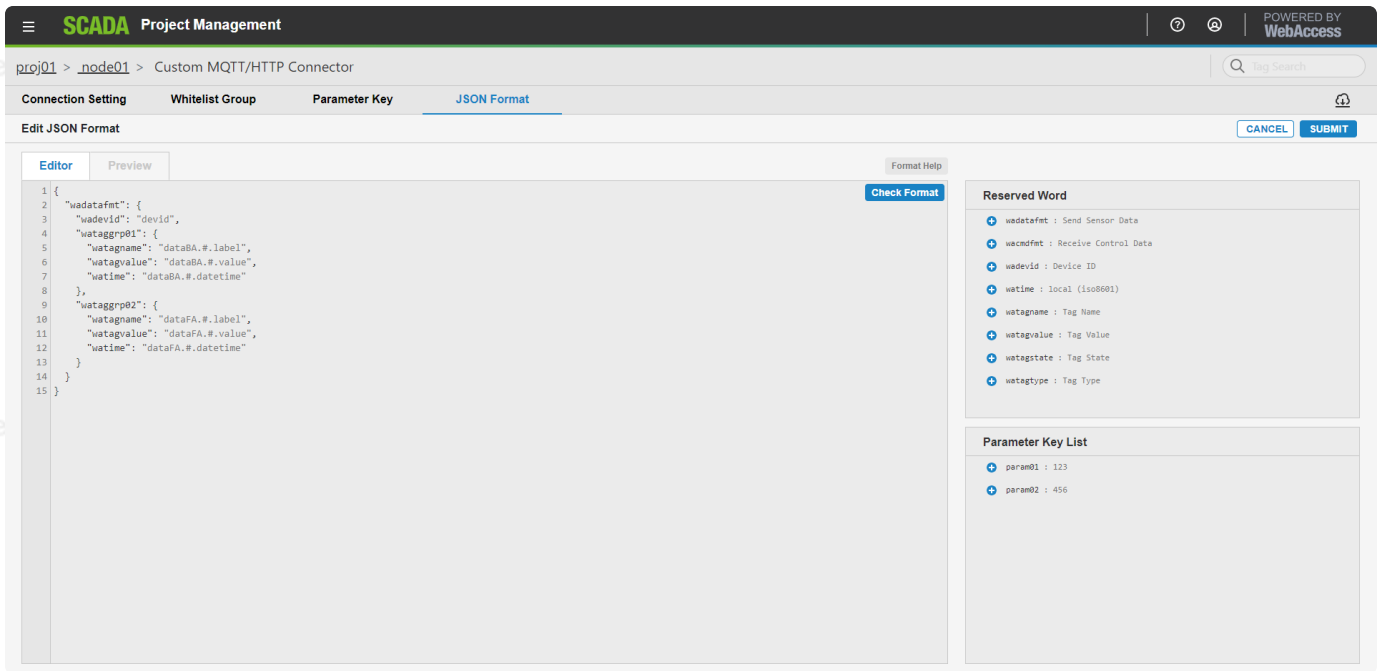 SCADA Project Management
POWERED BY
WebAccess
proj01 > node01 > Custom MQTT/HTTP Connector
Tag Search
Connection Setting Whitelist Group Parameter Key JSON Format
Edit JSON Format
CANCEL SUBMIT
Editor Preview
Format Help
Check Format
1 {
2 "wadatafmt": {
3 "wadevid": "devid",
4 "wataggrp01": {
5 "watagname": "dataBA.#.label",
6 "watagvalue": "dataBA.#.value",
7 "watime": "dataBA.#.datetime"
8 },
9 "wataggrp02": {
10 "watagname": "dataFA.#.label",
11 "watagvalue": "dataFA.#.value",
12 "watime": "dataFA.#.datetime"
13 }
14 }
15 }
Reserved Word
wadatafmt : Send Sensor Data
wacmdfmt : Receive Control Data
wadevid : Device ID
watime : local (iso8601)
watagname : Tag Name
watagvalue : Tag Value
watagstate : Tag State
watagtype : Tag Type
Parameter Key List
param01 : 123
param02 : 456